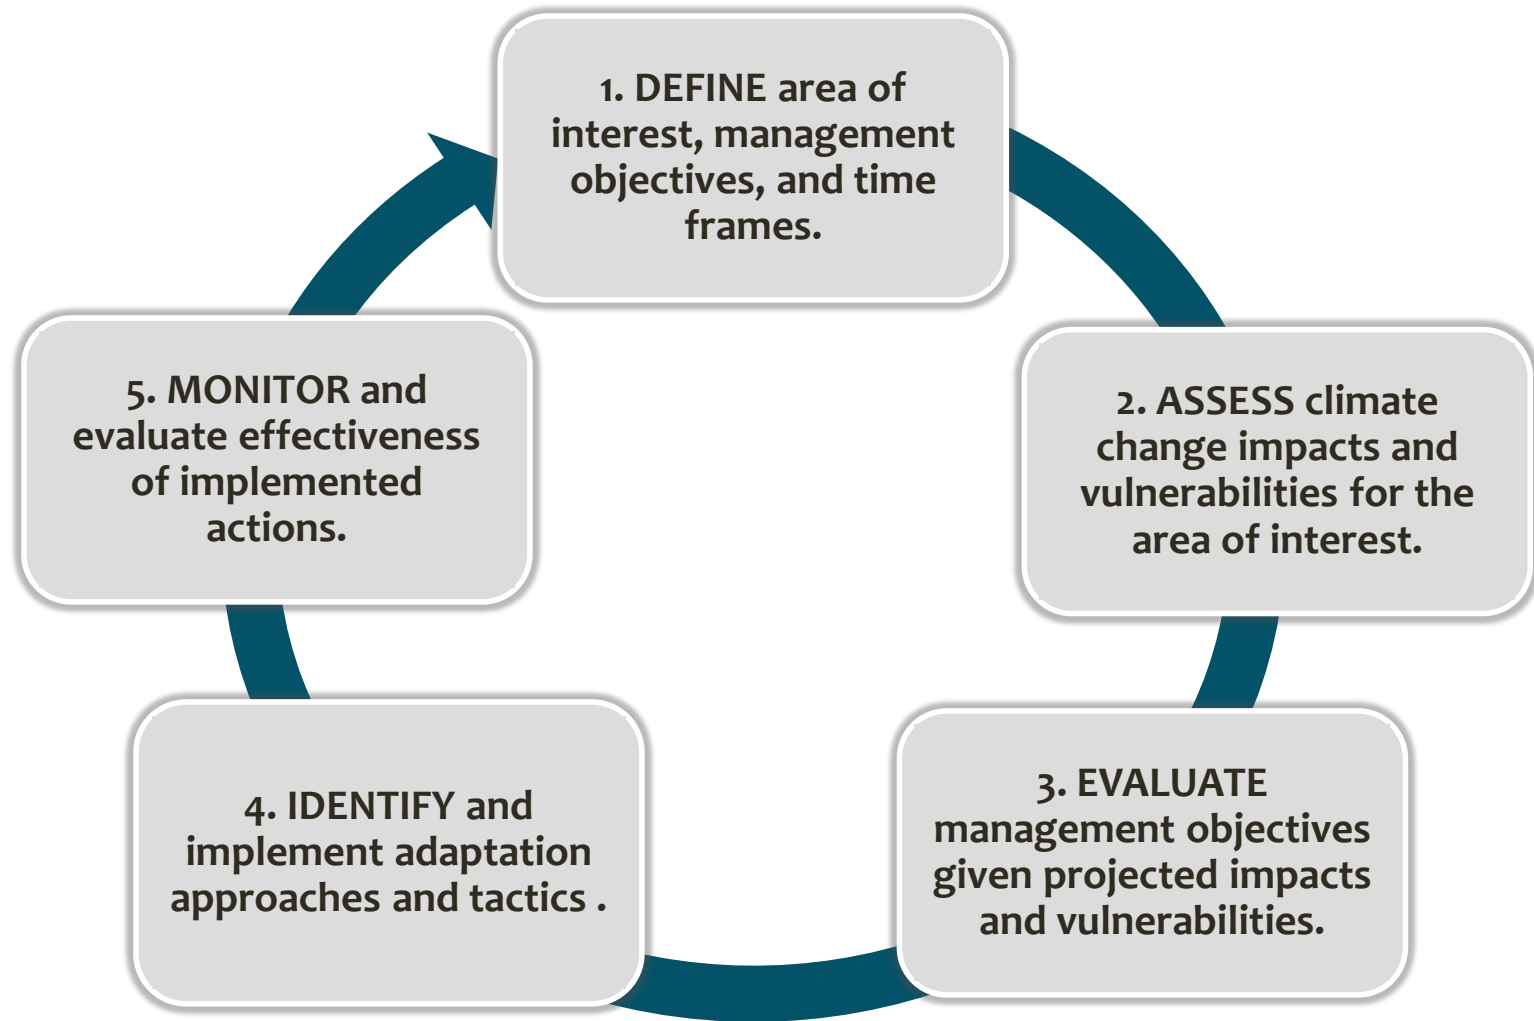 1. DEFINE area of
interest, management
objectives, and time
frames.
2. ASSESS climate
change impacts and
vulnerabilities for the
area of interest.
3. EVALUATE
management objectives
given projected impacts
and vulnerabilities.
4. IDENTIFY and
implement adaptation
approaches and tactics .
5. MONITOR and
evaluate effectiveness
of implemented
actions.